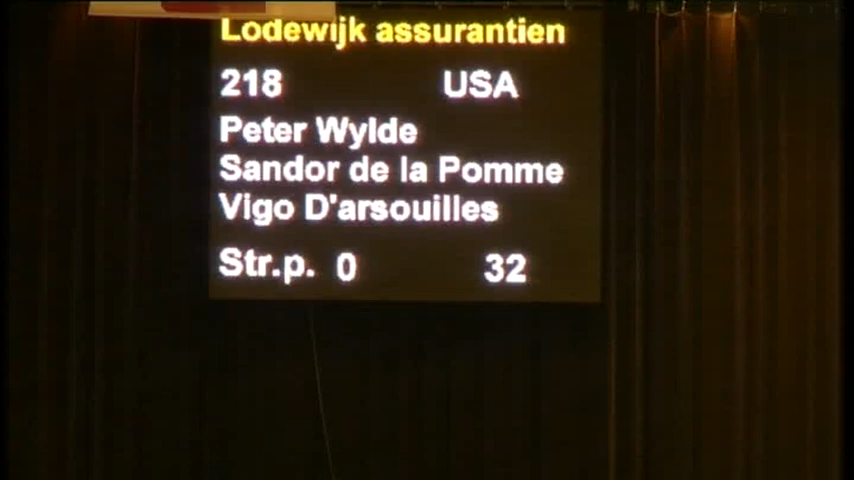 Lodewijk assurantien
218 USA
Peter Wylde
Sandor de la Pomme
Vigo D'arsouilles
Str.p. 0 32